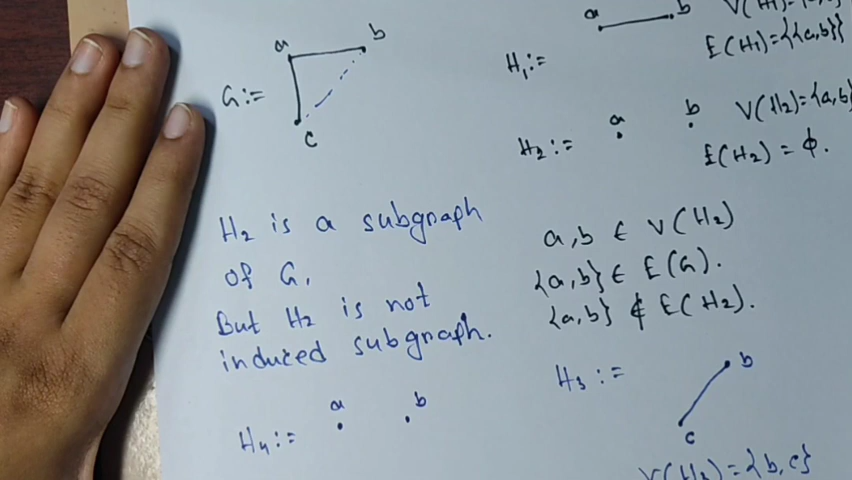 a b
G:=
c
a b
H₁:=
E(H₁)={{a,b}}
a b
H₂:=
V(H₂)={a,b}
E(H₂) = ϕ.
H₂ is a subgraph
of G,
But H₂ is not
induced subgraph.
a,b ∈ V(H₂)
{a,b} ∈ E(G).
{a,b} ∉ E(H₂).
a b
H₄:=
H₃:=
b
c